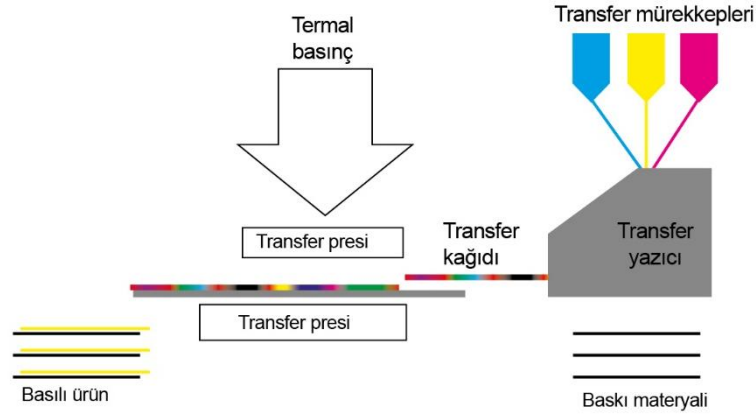 Transfer mürekkepleri
Termal
basınç
Transfer presi
Transfer
kağıdı
Transfer
yazıcı
Transfer presi
Basılı ürün
Baskı materyali